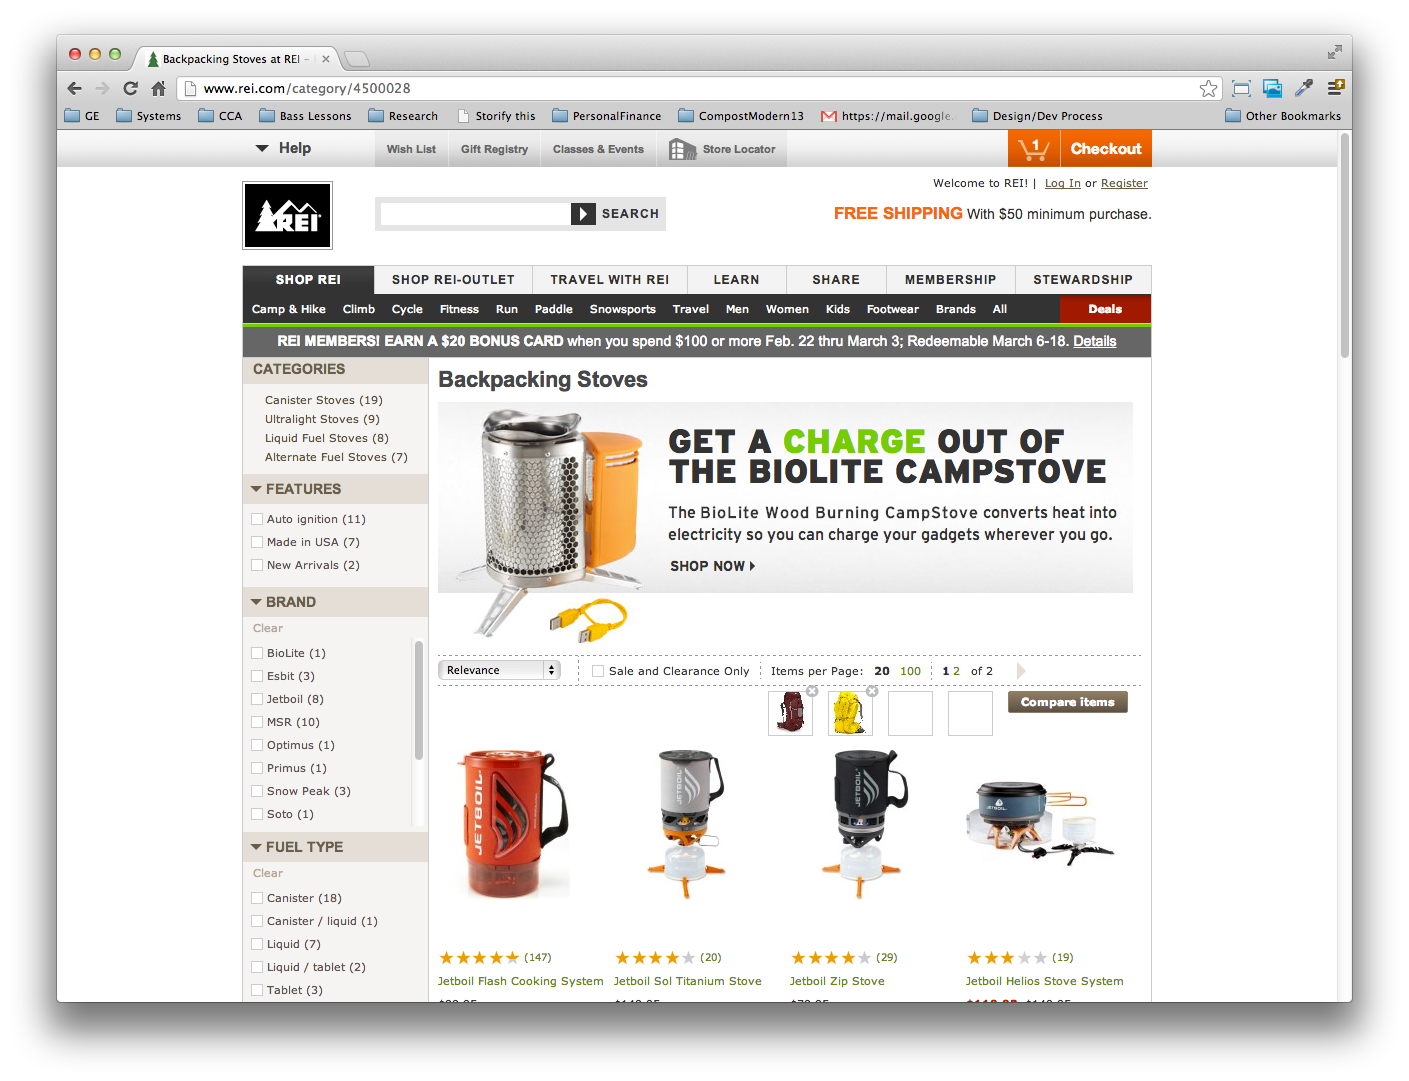 Backpacking Stoves at REI –
www.rei.com/category/4500028
GE Systems CCA Bass Lessons Research Storify this PersonalFinance CompostModern13 https://mail.google. Design/Dev Process Other Bookmarks
Help Wish List Gift Registry Classes & Events Store Locator 1 Checkout
Welcome to REI! | Log In or Register
REI SEARCH FREE SHIPPING With $50 minimum purchase.
SHOP REI SHOP REI-OUTLET TRAVEL WITH REI LEARN SHARE MEMBERSHIP STEWARDSHIP
Camp & Hike Climb Cycle Fitness Run Paddle Snowsports Travel Men Women Kids Footwear Brands All Deals
REI MEMBERS! EARN A $20 BONUS CARD when you spend $100 or more Feb. 22 thru March 3; Redeemable March 6-18. Details
CATEGORIES
Canister Stoves (19)
Ultralight Stoves (9)
Liquid Fuel Stoves (8)
Alternate Fuel Stoves (7)
FEATURES
Auto ignition (11)
Made in USA (7)
New Arrivals (2)
BRAND
Clear
BioLite (1)
Esbit (3)
Jetboil (8)
MSR (10)
Optimus (1)
Primus (1)
Snow Peak (3)
Soto (1)
FUEL TYPE
Clear
Canister (18)
Canister / liquid (1)
Liquid (7)
Liquid / tablet (2)
Tablet (3)
Backpacking Stoves
GET A CHARGE OUT OF
THE BIOLITE CAMPSTOVE
The BioLite Wood Burning CampStove converts heat into
electricity so you can charge your gadgets wherever you go.
SHOP NOW
Relevance Sale and Clearance Only Items per Page: 20 100 1 2 of 2
Compare items
JETBOIL JETBOIL JETBOIL JETBOIL
(147) (20) (29) (19)
Jetboil Flash Cooking System Jetboil Sol Titanium Stove Jetboil Zip Stove Jetboil Helios Stove System